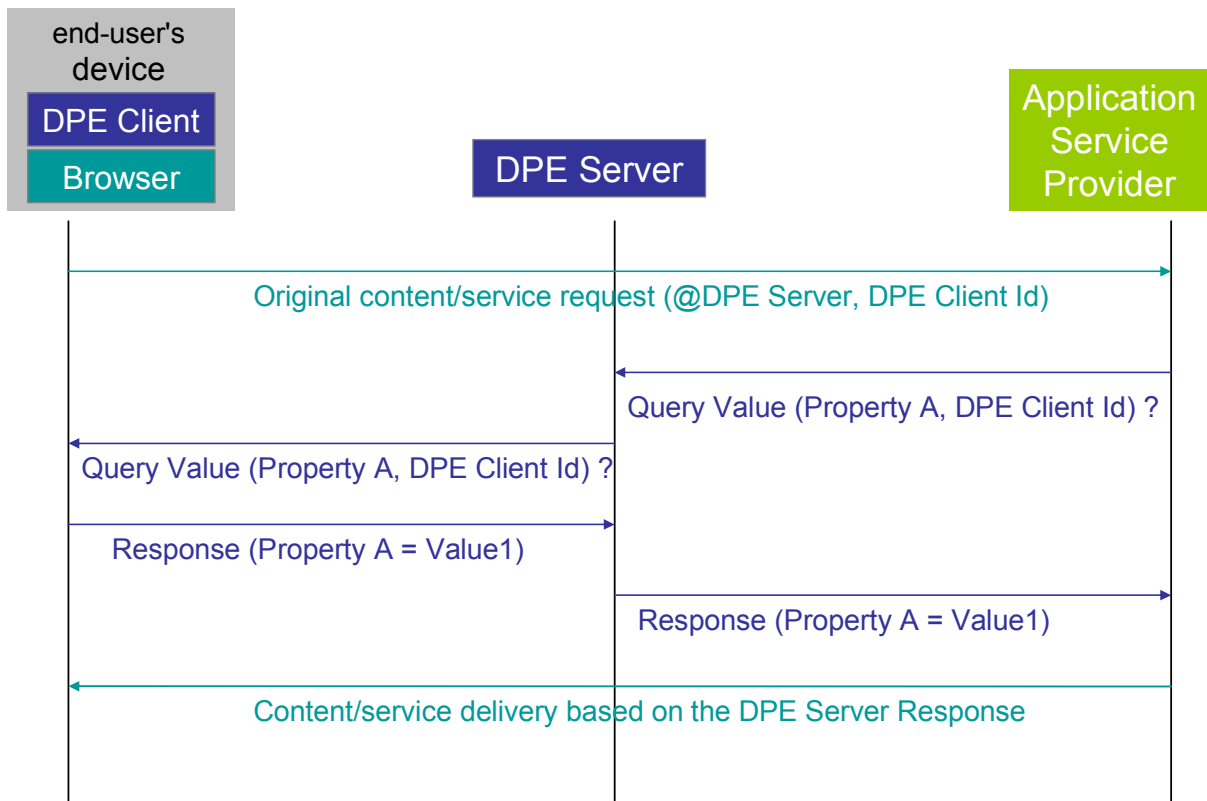 end-user's
device
DPE Client
Browser
DPE Server
Application
Service
Provider
Original content/service request (@DPE Server, DPE Client Id)
Query Value (Property A, DPE Client Id) ?
Query Value (Property A, DPE Client Id) ?
Response (Property A = Value1)
Response (Property A = Value1)
Content/service delivery based on the DPE Server Response